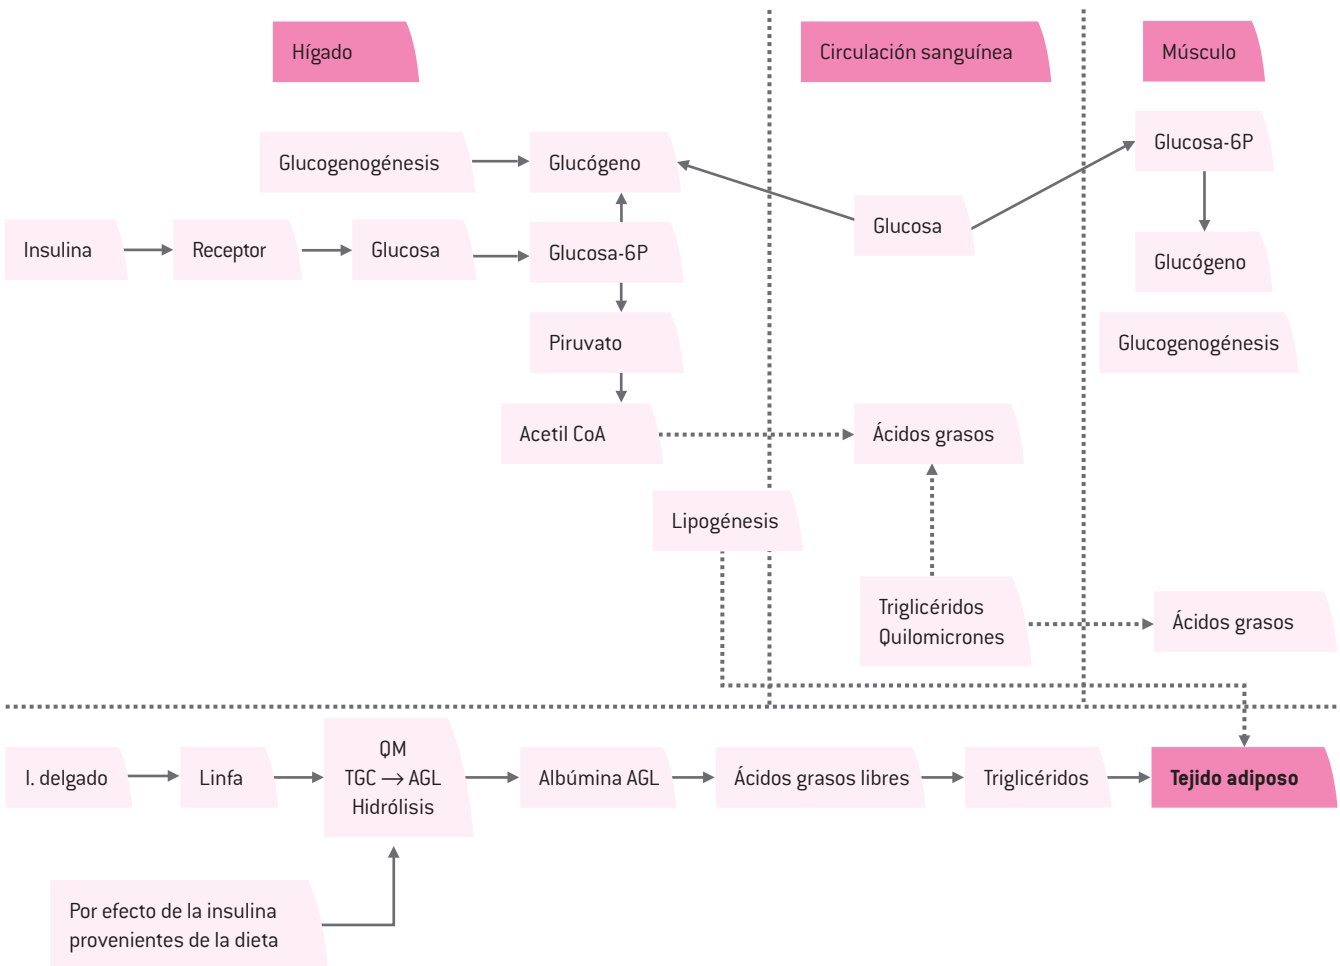 Hígado
Circulación sanguínea
Músculo
Glucogenogénesis
Glucógeno
Glucosa-6P
Glucosa
Insulina
Receptor
Glucosa
Glucosa-6P
Glucógeno
Piruvato
Glucogenogénesis
Acetil CoA
Ácidos grasos
Lipogénesis
Triglicéridos
Quilomicrones
Ácidos grasos
I. delgado
Linfa
QM
TGC → AGL
Hidrólisis
Albúmina AGL
Ácidos grasos libres
Triglicéridos
Tejido adiposo
Por efecto de la insulina
provenientes de la dieta